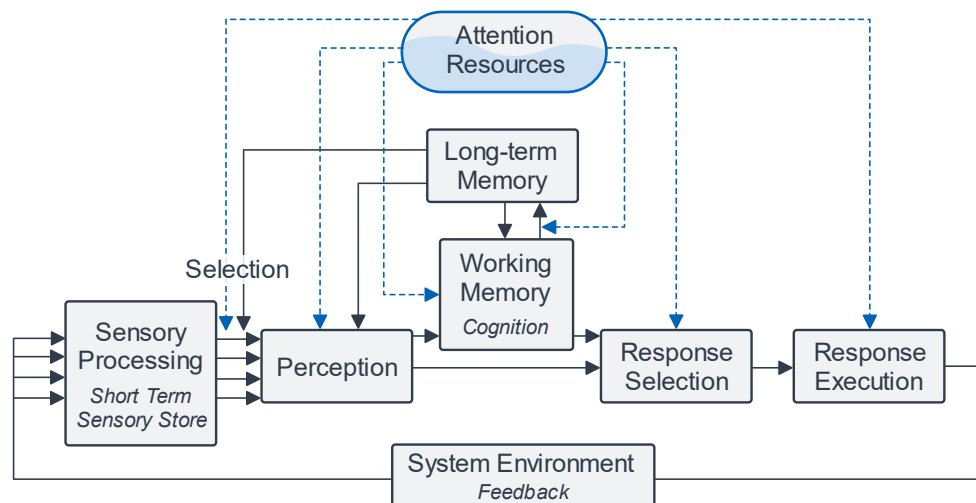 Attention
Resources
Long-term
Memory
Selection
Working
Memory
Cognition
Sensory
Processing
Short Term
Sensory Store
Perception
Response
Selection
Response
Execution
System Environment
Feedback